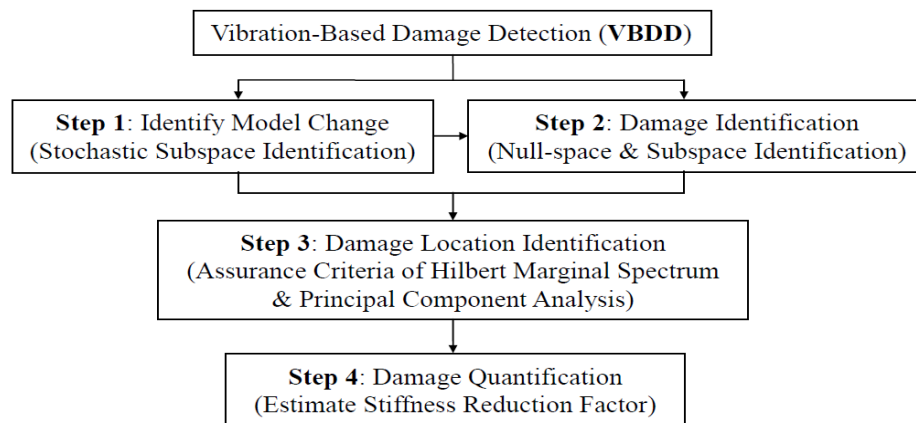 Vibration-Based Damage Detection (VBDD)
Step 1: Identify Model Change
(Stochastic Subspace Identification)
Step 2: Damage Identification
(Null-space & Subspace Identification)
Step 3: Damage Location Identification
(Assurance Criteria of Hilbert Marginal Spectrum
& Principal Component Analysis)
Step 4: Damage Quantification
(Estimate Stiffness Reduction Factor)